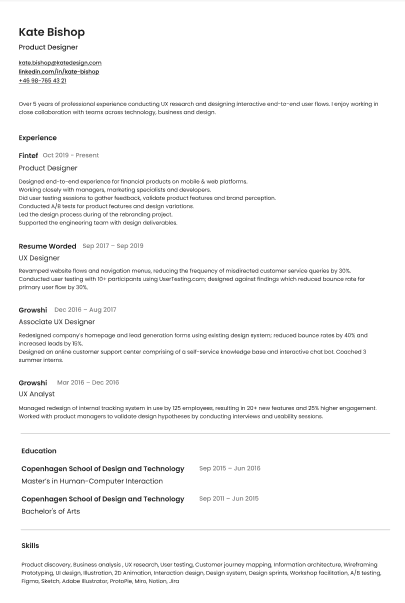 Kate Bishop
Product Designer
kate.bishop@katedesign.com
linkedin.com/in/kate-bishop
+46 98-765 43 21
Over 5 years of professional experience conducting UX research and designing interactive end-to-end user flows. I enjoy working in
close collaboration with teams across technology, business and design.
Experience
Fintef Oct 2019 - Present
Product Designer
Designed end-to-end experience for financial products on mobile & web platforms.
Working closely with managers, marketing specialists and developers.
Did user testing sessions to gather feedback, validate product features and brand perception.
Conducted A/B tests for product features and design variations
Led the design process during of the rebranding project.
Supported the engineering team with design deliverables.
Resume Worded Sep 2017 – Sep 2019
UX Designer
Revamped website flows and navigation menus, reducing the frequency of misdirected customer service queries by 30%.
Conducted user testing with 10+ participants using UserTesting.com; designed against findings which reduced bounce rate for
primary user flow by 30%.
Growshi Dec 2016 – Aug 2017
Associate UX Designer
Redesigned company's homepage and lead generation forms using existing design system; reduced bounce rates by 40% and
increased leads by 15%.
Designed an online customer support center comprising of a self-service knowledge base and interactive chat bot. Coached 3
summer interns.
Growshi Mar 2016 – Dec 2016
UX Analyst
Managed redesign of internal tracking system in use by 125 employees, resulting in 20+ new features and 25% higher engagement.
Worked with product managers to validate design hypotheses by conducting interviews and usability sessions.
Education
Copenhagen School of Design and Technology Sep 2015 – Jun 2016
Master's in Human-Computer Interaction
Copenhagen School of Design and Technology Sep 2011 – Jun 2015
Bachelor's of Arts
Skills
Product discovery, Business analysis, UX research, User testing, Customer journey mapping, Information architecture, Wireframing
Prototyping, UI design, Illustration, 2D Animation, Interaction design, Design system, Design sprints, Workshop facilitation, A/B testing,
Figma, Sketch, Adobe Illustrator, ProtoPie, Miro, Notion, Jira